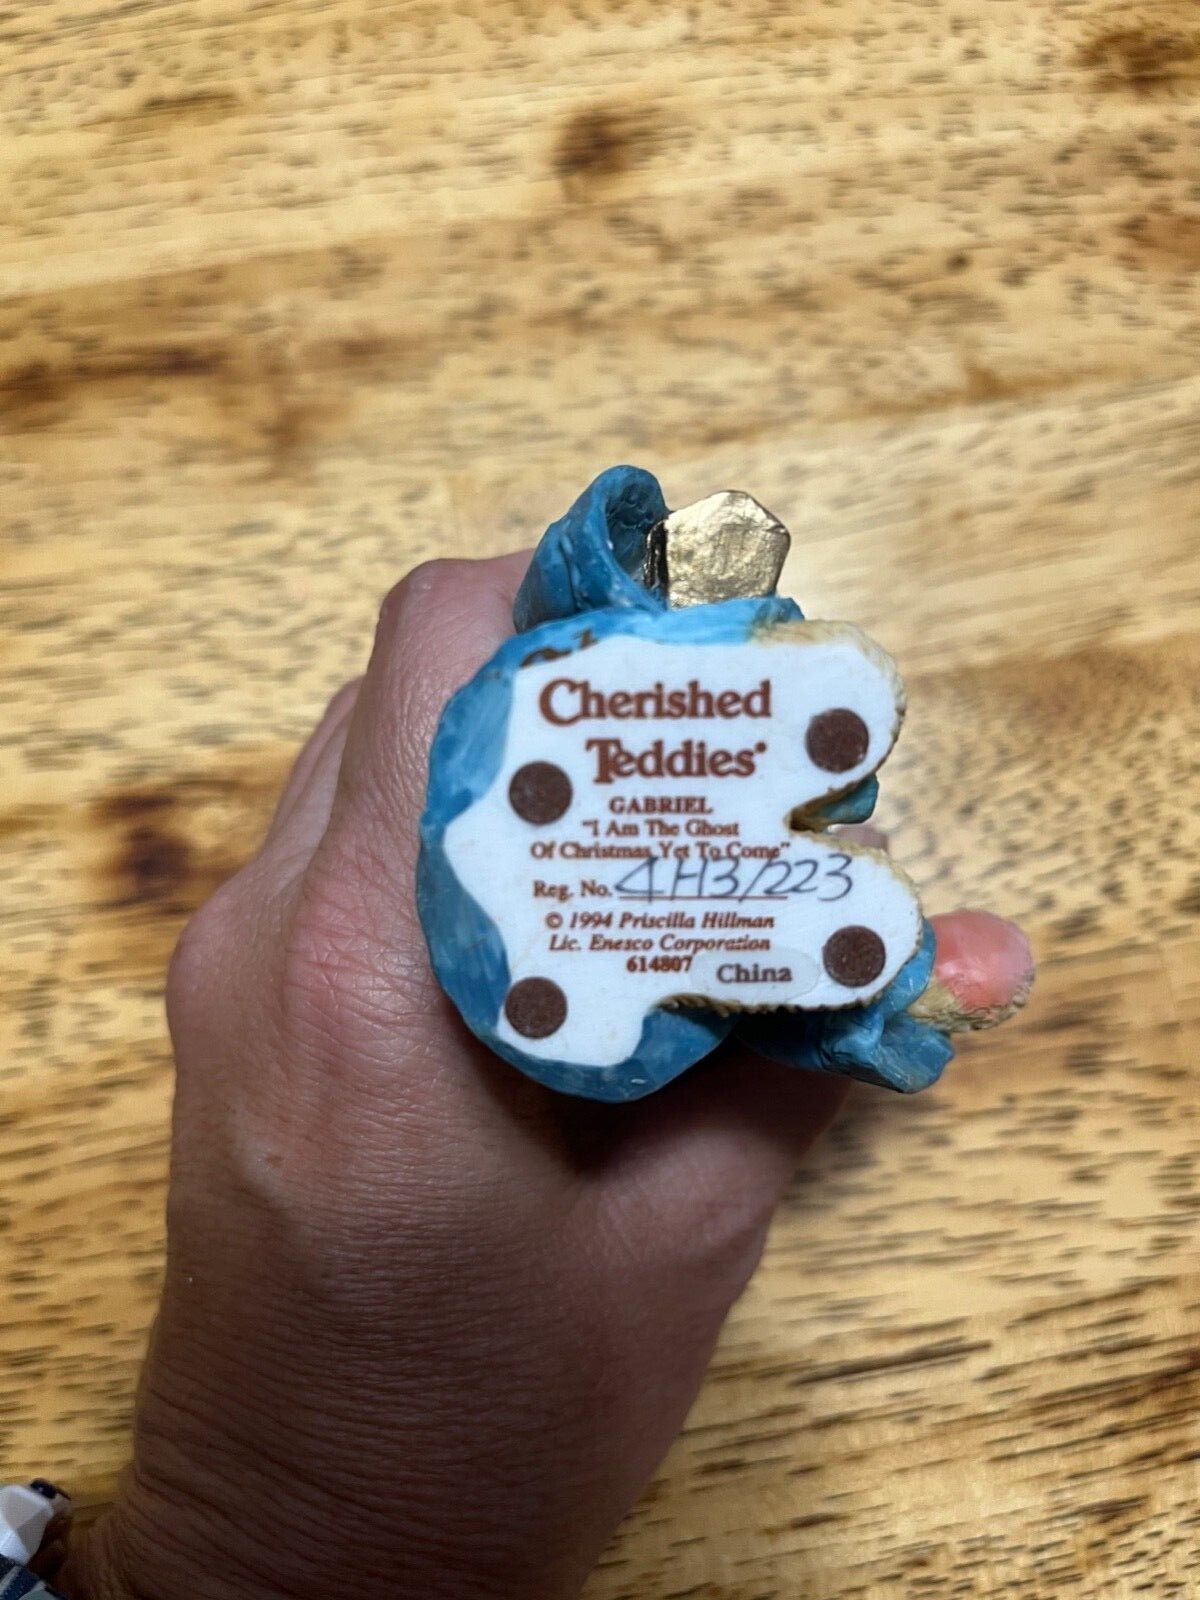 Cherished
Teddies®
GABRIEL
"I Am The Ghost
Of Christmas Yet To Come"
Reg. No. 4H3/223
© 1994 Priscilla Hillman
Lic. Enesco Corporation
614807 China